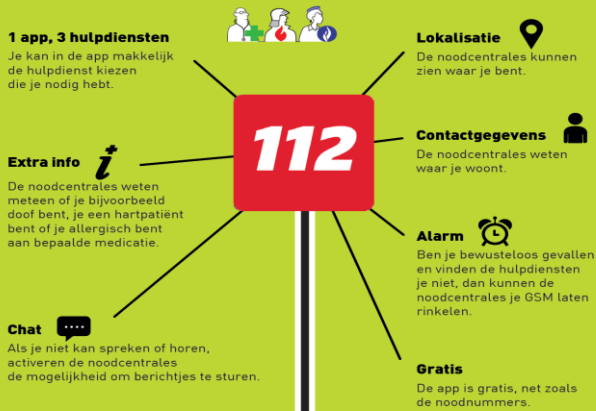 1 app, 3 hulpdiensten
Je kan in de app makkelijk
de hulpdienst kiezen
die je nodig hebt.
Extra info
De noodcentrales weten
meteen of je bijvoorbeeld
doof bent, je een hartpatiënt
bent of je allergisch bent
aan bepaalde medicatie.
Chat
Als je niet kan spreken of horen,
activeren de noodcentrales
de mogelijkheid om berichtjes te sturen.
112
Lokalisatie
De noodcentrales kunnen
zien waar je bent.
Contactgegevens
De noodcentrales weten
waar je woont.
Alarm
Ben je bewusteloos gevallen
en vinden de hulpdiensten
je niet, dan kunnen de
noodcentrales je GSM laten
rinkelen.
Gratis
De app is gratis, net zoals
de noodnummers.